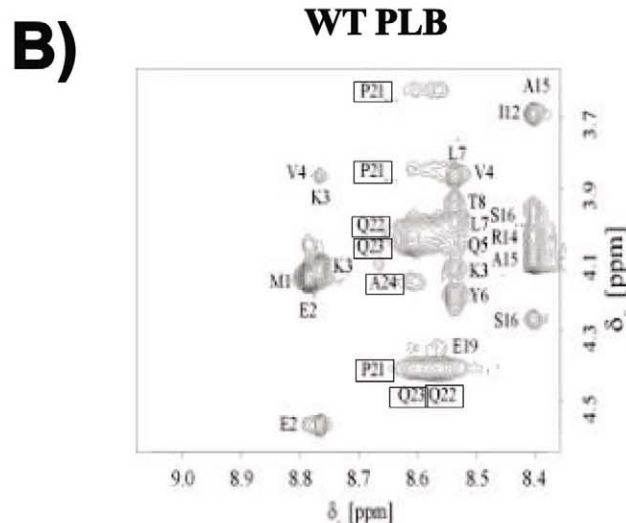 B)
WT PLB
P21
A15
I12
3.7
L7
V4
P21
V4
K3
3.9
T8
S16
Q22
L7
R14
Q23
Q5
A15
K3
K3
4.1
M1
A24
Y6
E2
S16
4.3
E19
P21
Q23
Q22
E2
4.5
9.0 8.9 8.8 8.7 8.6 8.5 8.4
δ [ppm]
δ [ppm]